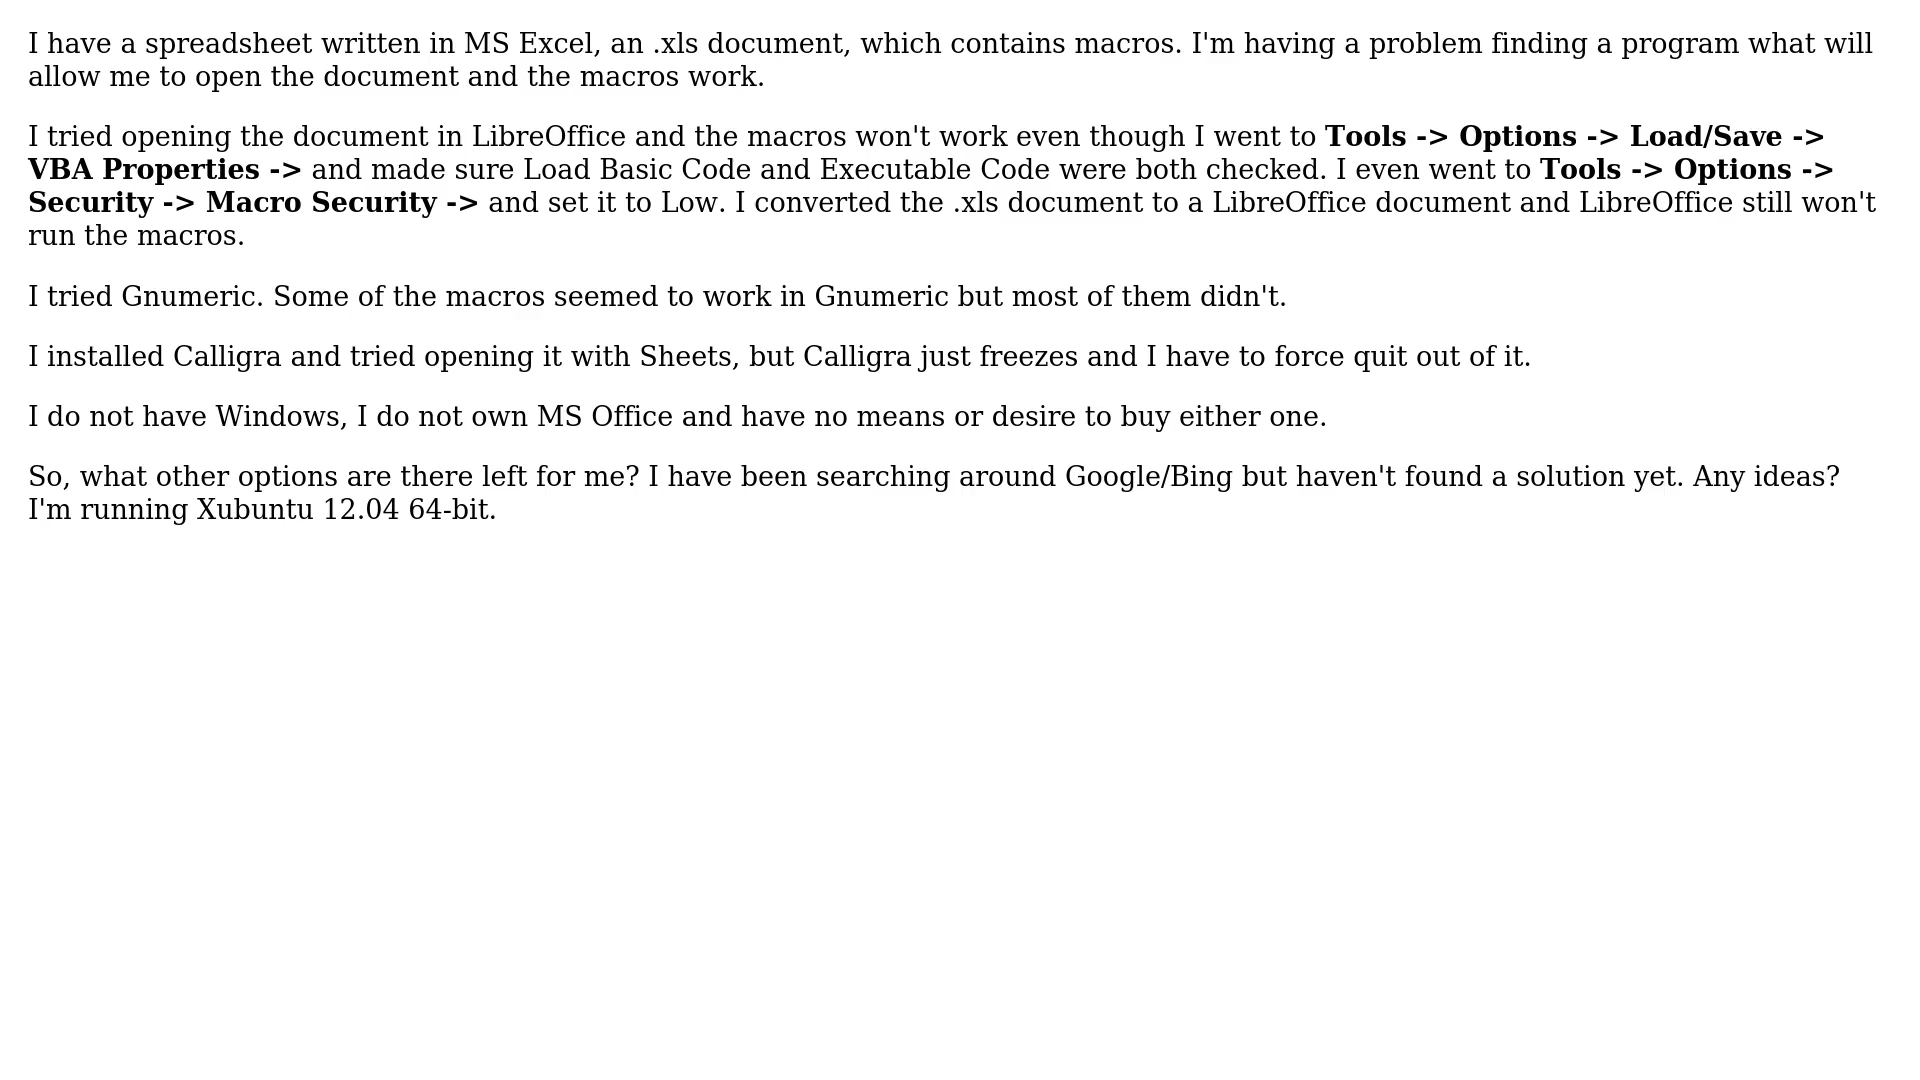 I have a spreadsheet written in MS Excel, an .xls document, which contains macros. I'm having a problem finding a program what will
allow me to open the document and the macros work.
I tried opening the document in LibreOffice and the macros won't work even though I went to Tools -> Options -> Load/Save ->
VBA Properties -> and made sure Load Basic Code and Executable Code were both checked. I even went to Tools -> Options ->
Security -> Macro Security -> and set it to Low. I converted the .xls document to a LibreOffice document and LibreOffice still won't
run the macros.
I tried Gnumeric. Some of the macros seemed to work in Gnumeric but most of them didn't.
I installed Calligra and tried opening it with Sheets, but Calligra just freezes and I have to force quit out of it.
I do not have Windows, I do not own MS Office and have no means or desire to buy either one.
So, what other options are there left for me? I have been searching around Google/Bing but haven't found a solution yet. Any ideas?
I'm running Xubuntu 12.04 64-bit.